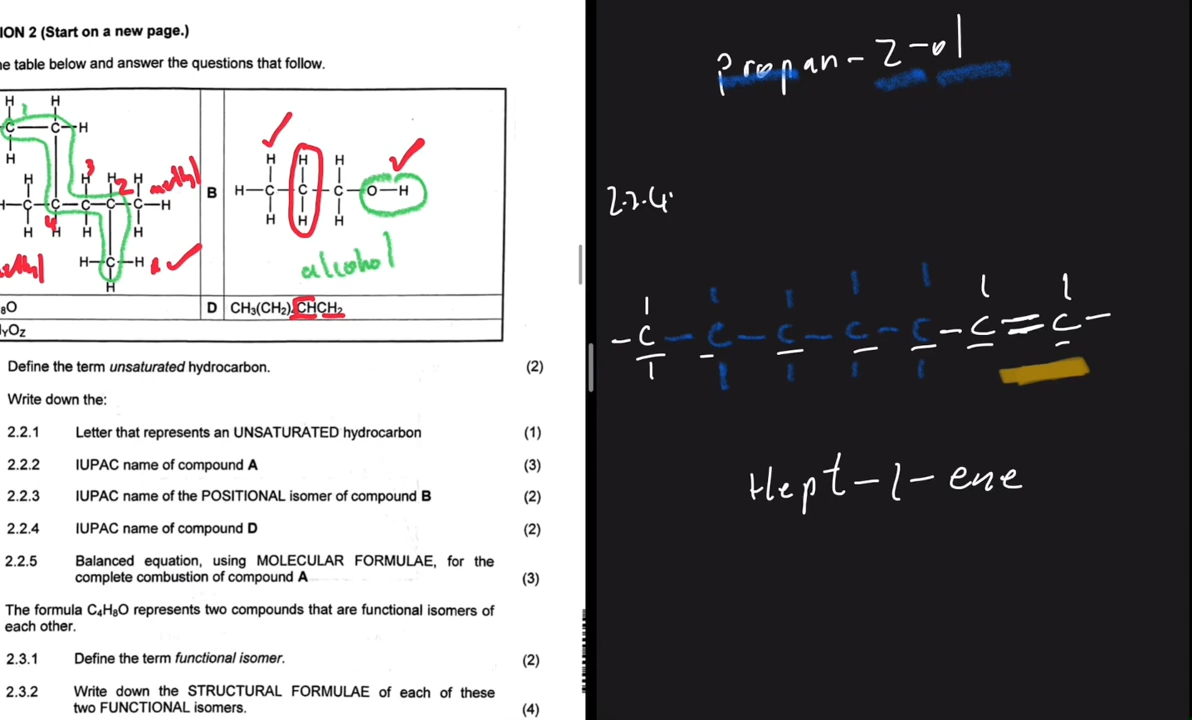 ION 2 (Start on a new page.)
e table below and answer the questions that follow.
H H
C C H
H
H H H H methyl
C C C C C H
H H H H
H C H
H
1 2 3 4
B
H H H
H C C C O H
H H H
alcohol
8O
D CH3(CH2) CHCH2
YOZ
Define the term unsaturated hydrocarbon. (2)
Write down the:
2.2.1 Letter that represents an UNSATURATED hydrocarbon (1)
2.2.2 IUPAC name of compound A (3)
2.2.3 IUPAC name of the POSITIONAL isomer of compound B (2)
2.2.4 IUPAC name of compound D (2)
2.2.5 Balanced equation, using MOLECULAR FORMULAE, for the
complete combustion of compound A (3)
The formula C4H8O represents two compounds that are functional isomers of
each other.
2.3.1 Define the term functional isomer. (2)
2.3.2 Write down the STRUCTURAL FORMULAE of each of these
two FUNCTIONAL isomers. (4)
Propan-2-ol
2.2.4
C C C C C C C
Hept-1-ene